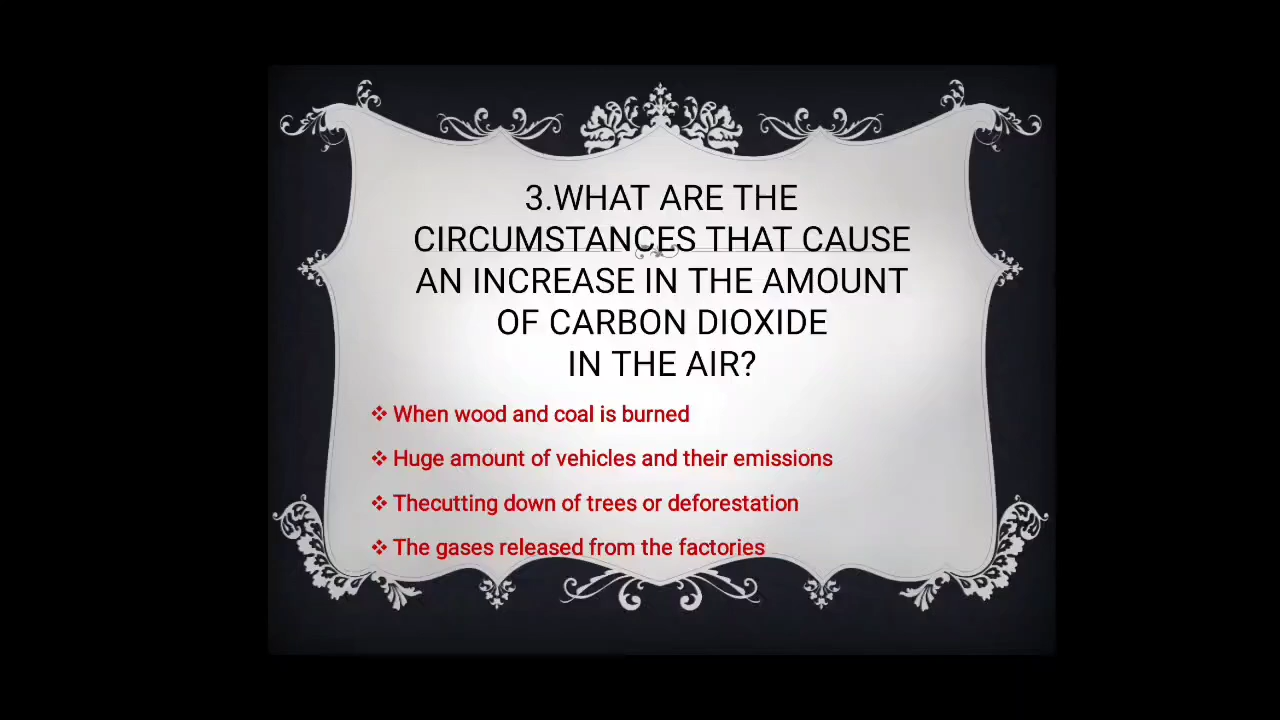 3.WHAT ARE THE
CIRCUMSTANCES THAT CAUSE
AN INCREASE IN THE AMOUNT
OF CARBON DIOXIDE
IN THE AIR?
❖ When wood and coal is burned
❖ Huge amount of vehicles and their emissions
❖ Thecutting down of trees or deforestation
❖ The gases released from the factories